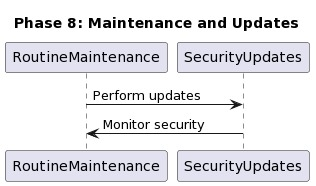 Phase 8: Maintenance and Updates
RoutineMaintenance SecurityUpdates
Perform updates
Monitor security
RoutineMaintenance SecurityUpdates